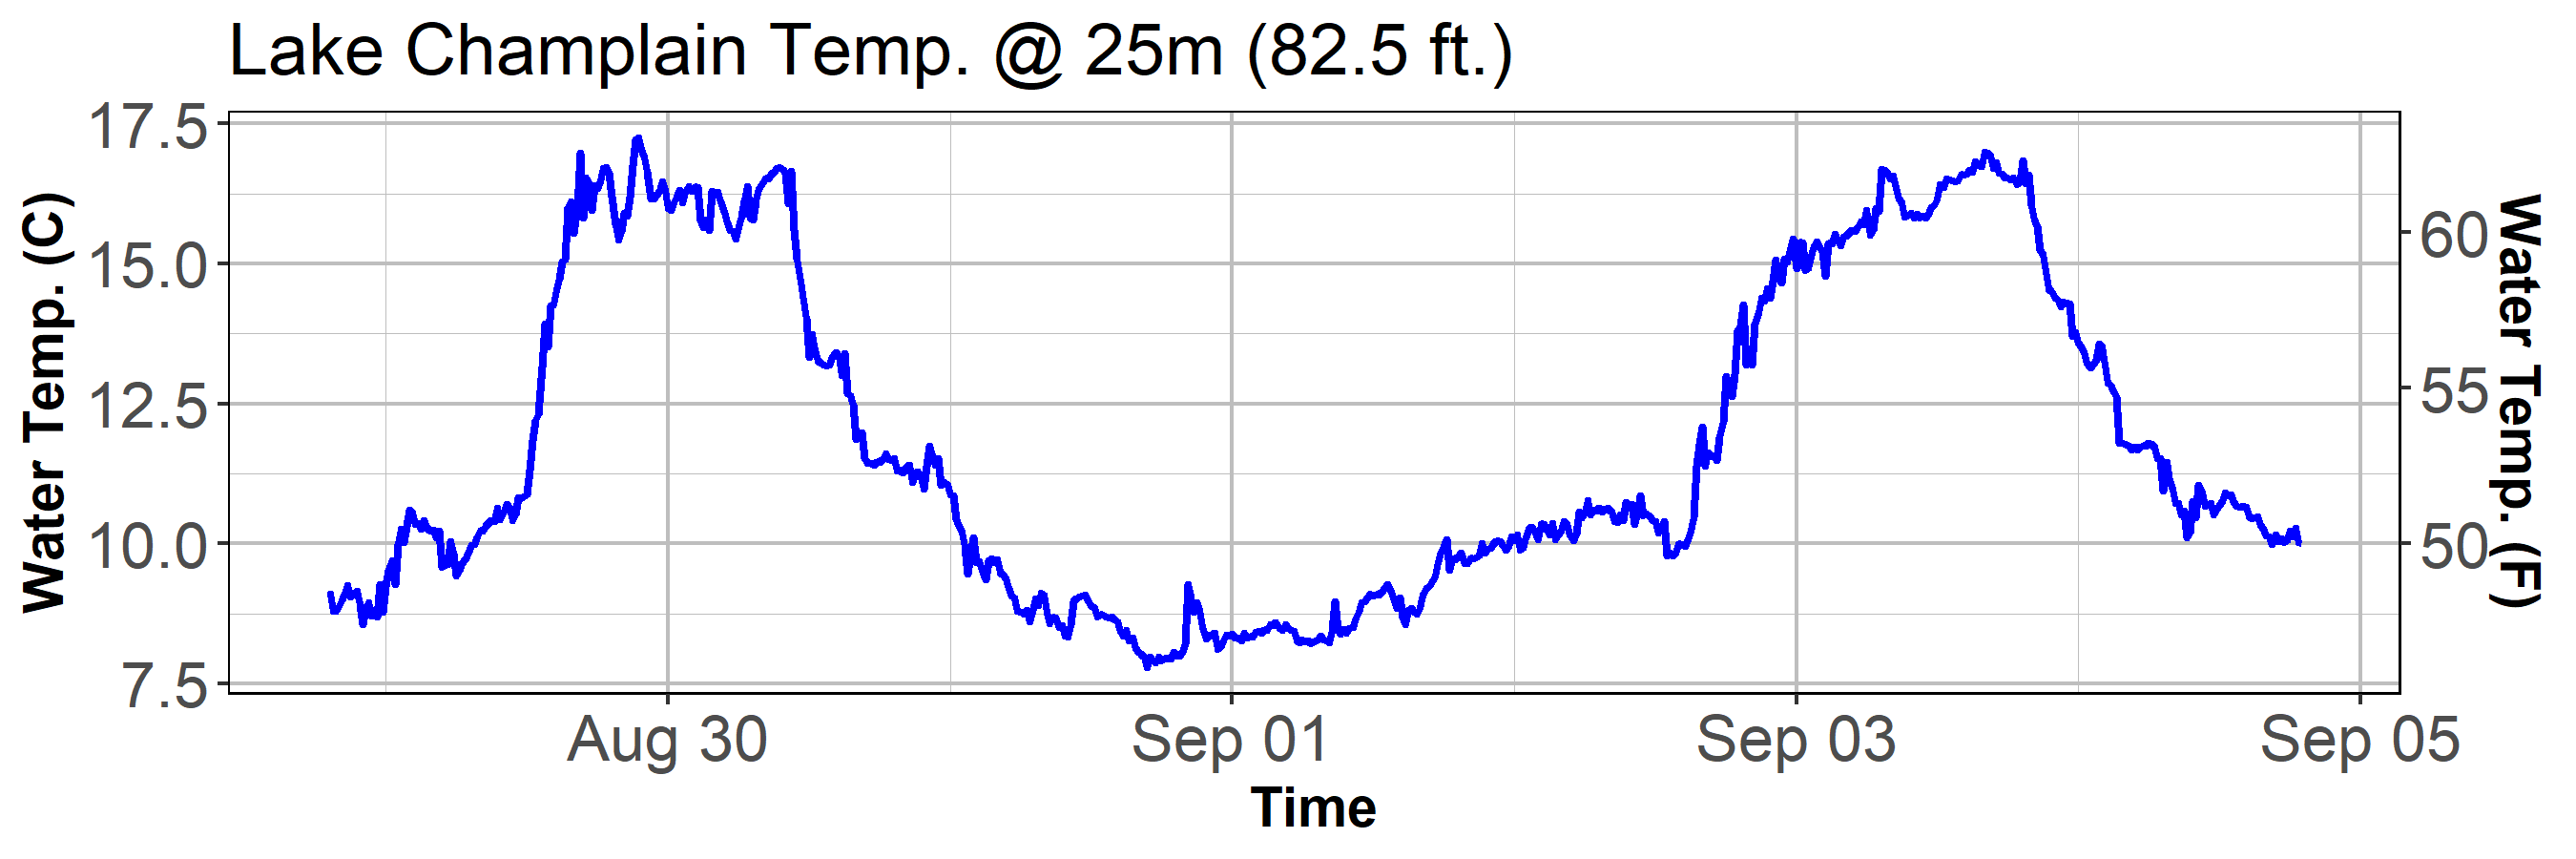 Lake Champlain Temp. @ 25m (82.5 ft.)
Water Temp. (C)
17.5
15.0
12.5
10.0
7.5
60
55
50
Water Temp. (F)
Aug 30
Sep 01
Sep 03
Sep 05
Time